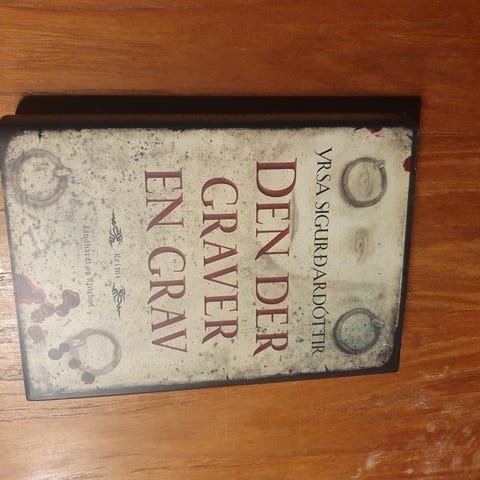 YRSA SIGURÐARDÓTTIR
DEN DER
GRAVER
EN GRAV
Krimi
Lindhardt og Ringhof